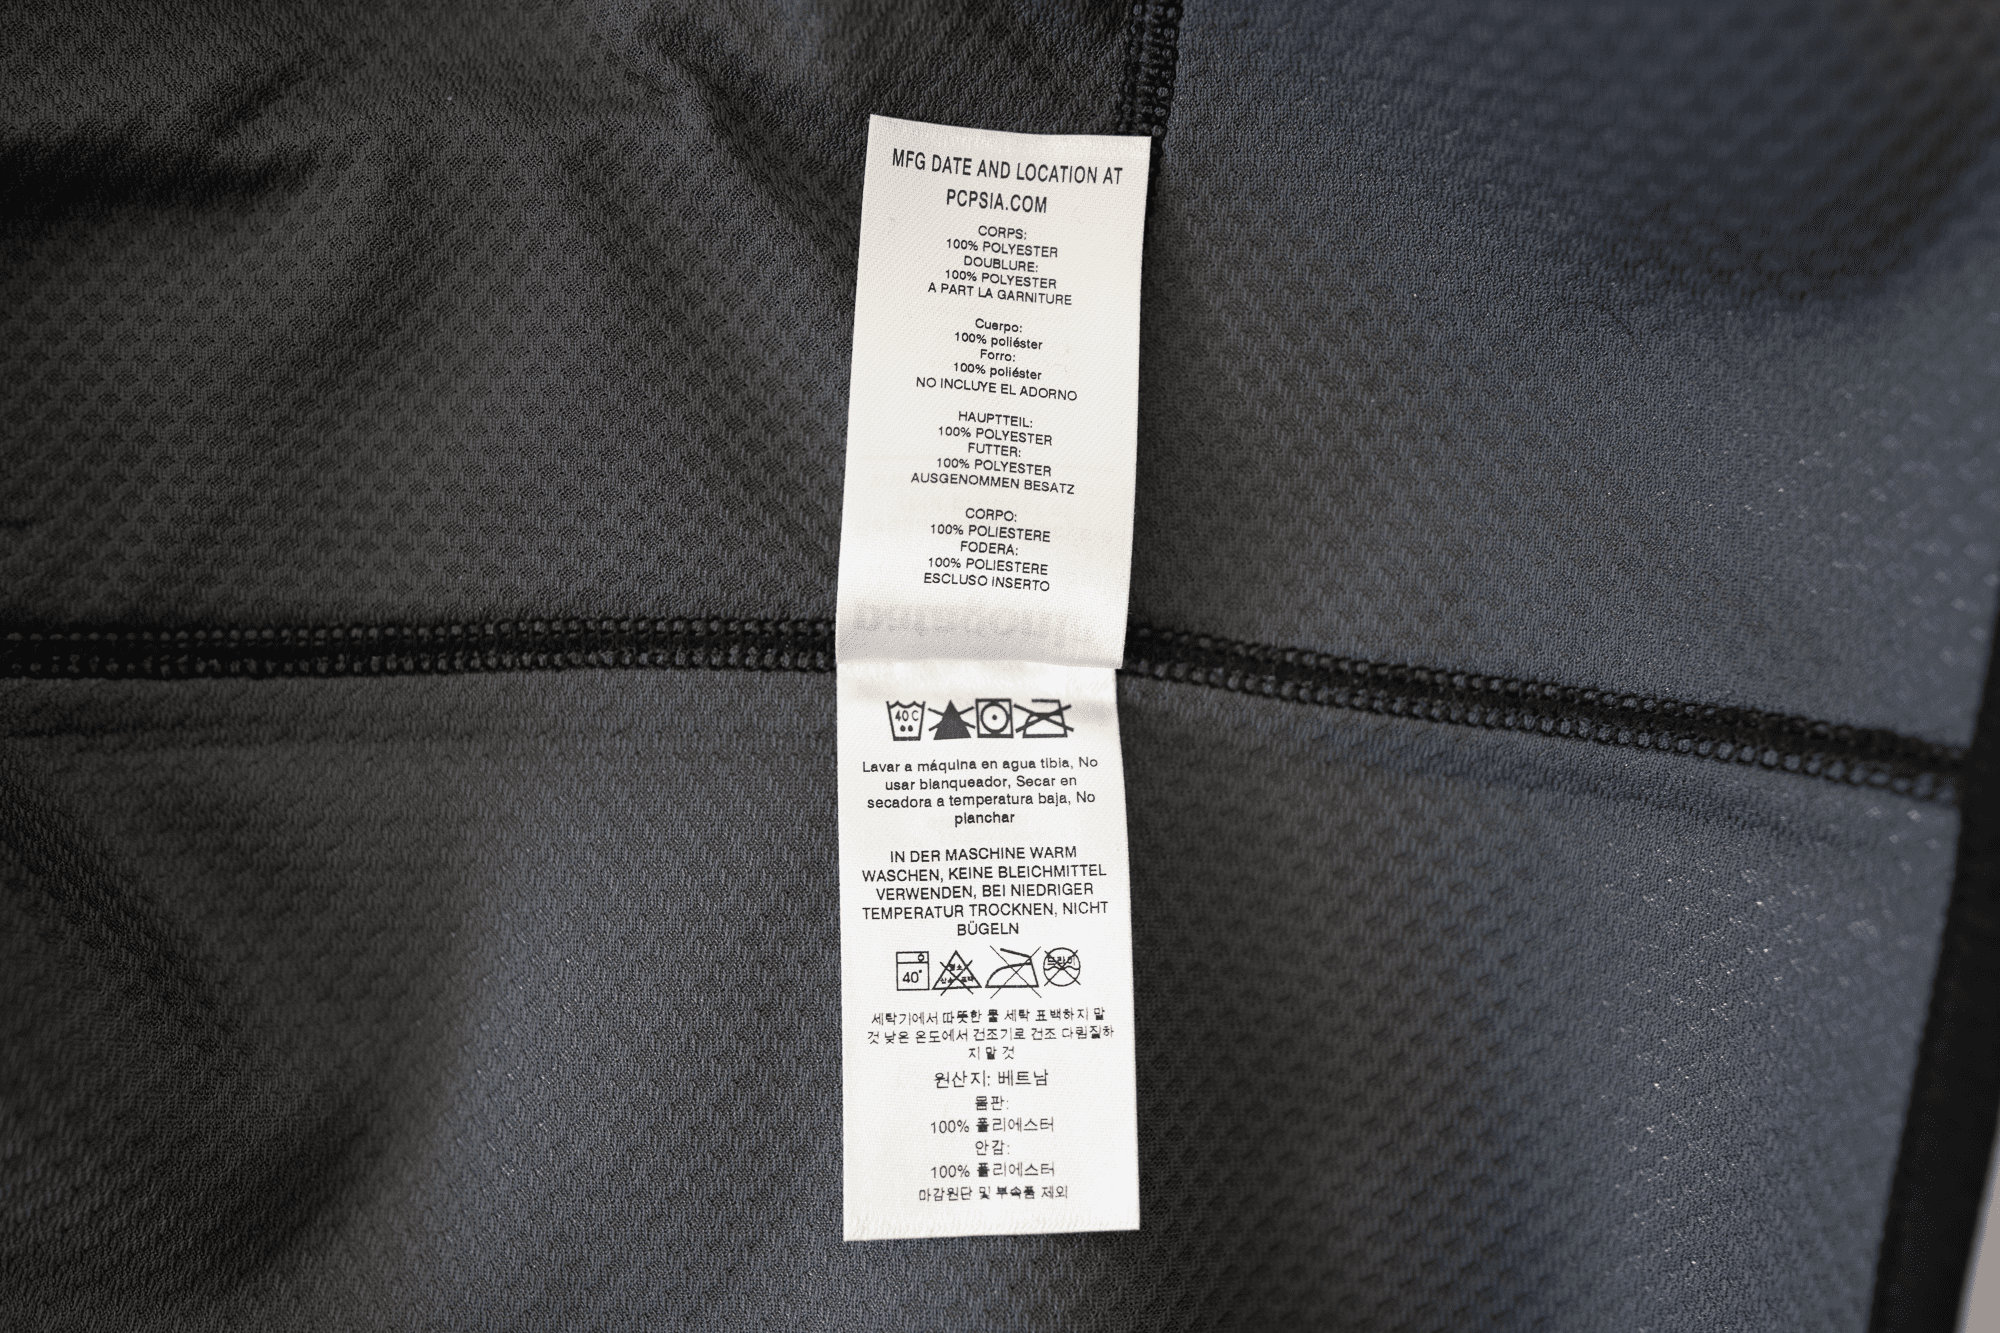 MFG DATE AND LOCATION AT
PCPSIA.COM
CORPS:
100% POLYESTER
DOUBLURE:
100% POLYESTER
A PART LA GARNITURE
Cuerpo:
100% poliéster
Forro:
100% poliéster
NO INCLUYE EL ADORNO
HAUPTTEIL:
100% POLYESTER
FUTTER:
100% POLYESTER
AUSGENOMMEN BESATZ
CORPO:
100% POLIESTERE
FODERA:
100% POLIESTERE
ESCLUSO INSERTO
40C
Lavar a máquina en agua tibia, No
usar blanqueador, Secar en
secadora a temperatura baja, No
planchar
IN DER MASCHINE WARM
WASCHEN, KEINE BLEICHMITTEL
VERWENDEN, BEI NIEDRIGER
TEMPERATUR TROCKNEN, NICHT
BÜGELN
40°
세탁기에서 따뜻한 물 세탁 표백하지 말
것 낮은 온도에서 건조기로 건조 다림질하
지 말 것
원산지: 베트남
몸판:
100% 폴리에스터
안감:
100% 폴리에스터
마감원단 및 부속품 제외